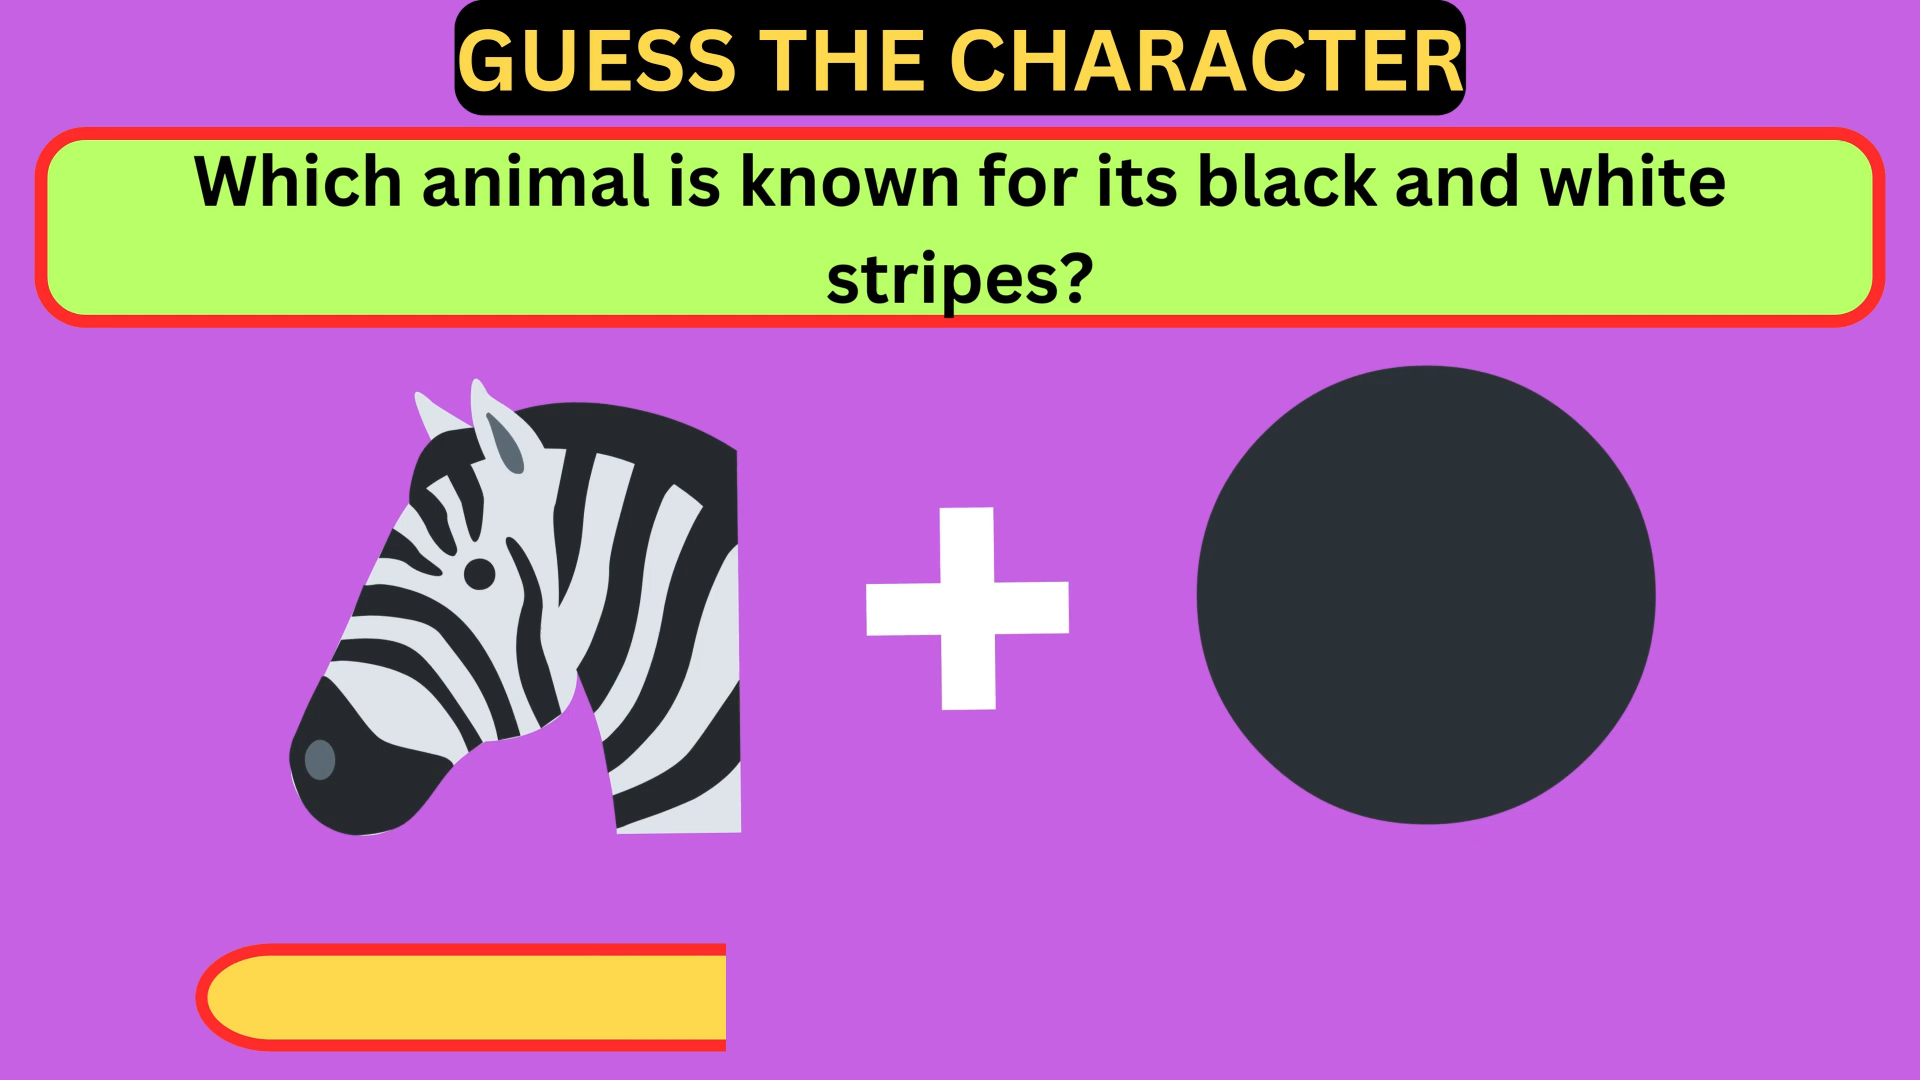 GUESS THE CHARACTER
Which animal is known for its black and white
stripes?